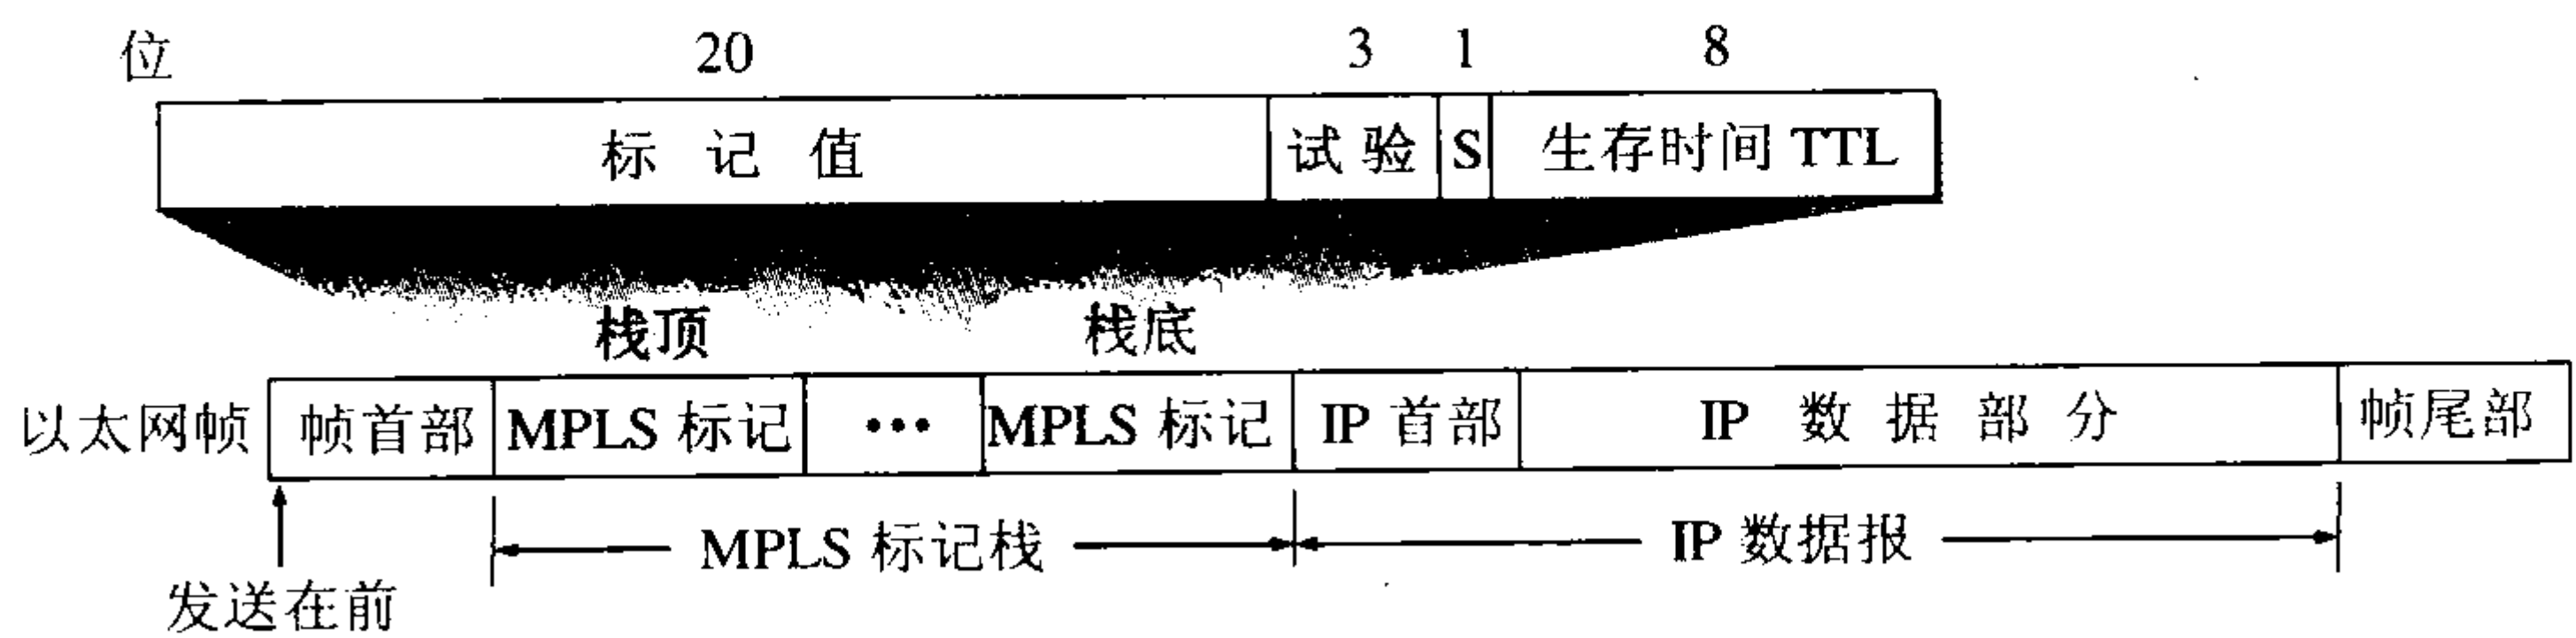 位 20 3 1 8
标记值 试验 S 生存时间 TTL
栈顶 栈底
以太网帧 帧首部 MPLS 标记 ••• MPLS 标记 IP 首部 IP 数据部分 帧尾部
MPLS 标记栈 IP 数据报
发送在前